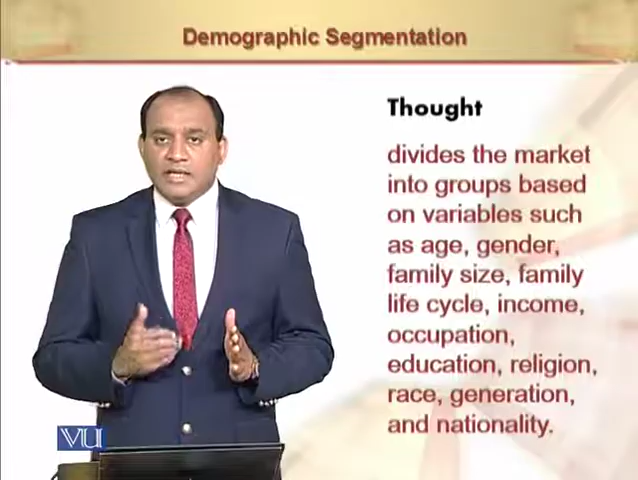 Demographic Segmentation
Thought
divides the market
into groups based
on variables such
as age, gender,
family size, family
life cycle, income,
occupation,
education, religion,
race, generation,
and nationality.
VU